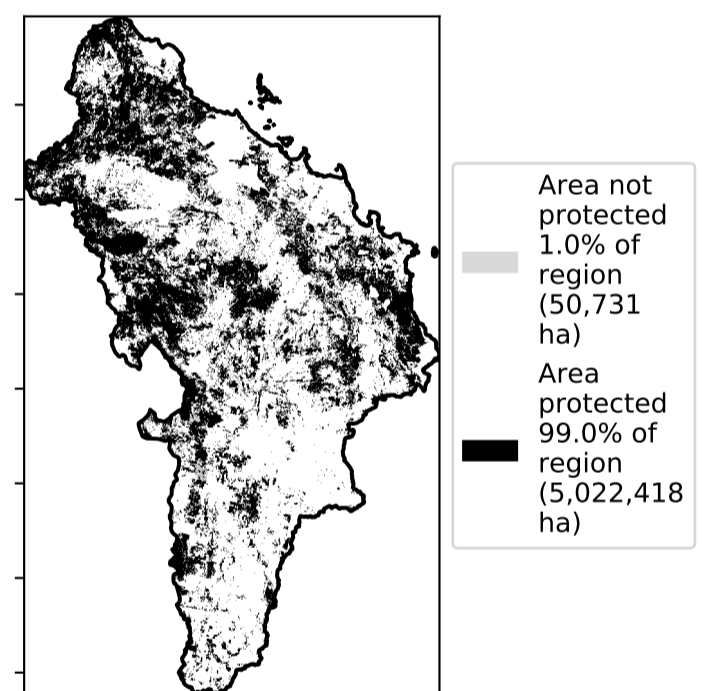 Area not
protected
1.0% of
region
(50,731
ha)
Area
protected
99.0% of
region
(5,022,418
ha)